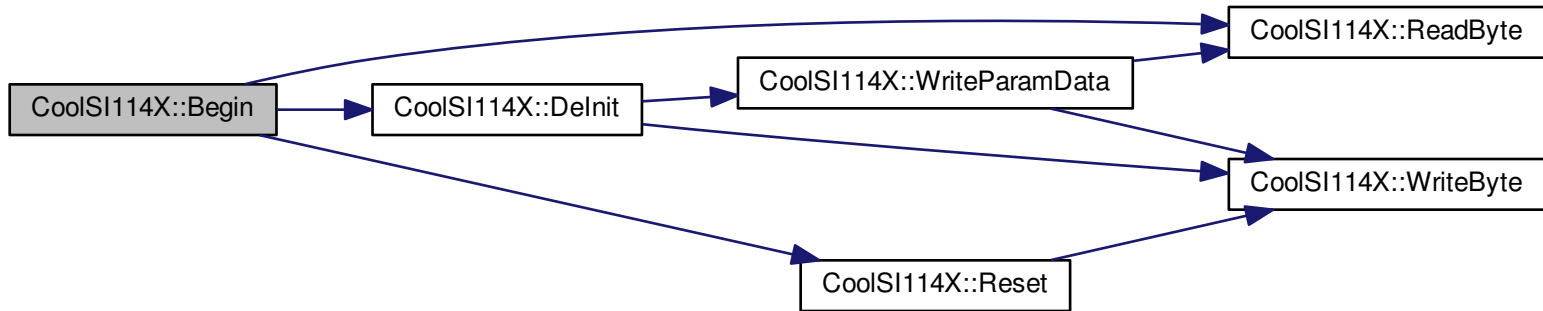 CoolSI114X::Begin
CoolSI114X::DeInit
CoolSI114X::WriteParamData
CoolSI114X::ReadByte
CoolSI114X::WriteByte
CoolSI114X::Reset